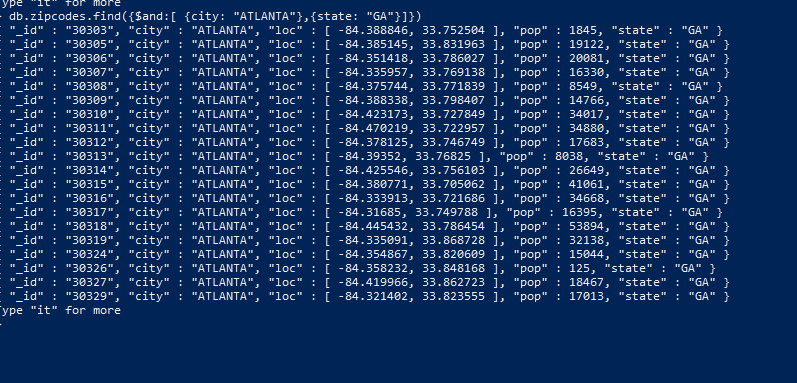 ype "it" for more
db.zipcodes.find({$and:[ {city: "ATLANTA"},{state: "GA"}]})
"_id" : "30303", "city" : "ATLANTA", "loc" : [ -84.388846, 33.752504 ], "pop" : 1845, "state" : "GA" }
"_id" : "30305", "city" : "ATLANTA", "loc" : [ -84.385145, 33.831963 ], "pop" : 19122, "state" : "GA" }
"_id" : "30306", "city" : "ATLANTA", "loc" : [ -84.351418, 33.786027 ], "pop" : 20081, "state" : "GA" }
"_id" : "30307", "city" : "ATLANTA", "loc" : [ -84.335957, 33.769138 ], "pop" : 16330, "state" : "GA" }
"_id" : "30308", "city" : "ATLANTA", "loc" : [ -84.375744, 33.771839 ], "pop" : 8549, "state" : "GA" }
"_id" : "30309", "city" : "ATLANTA", "loc" : [ -84.388338, 33.798407 ], "pop" : 14766, "state" : "GA" }
"_id" : "30310", "city" : "ATLANTA", "loc" : [ -84.423173, 33.727849 ], "pop" : 34017, "state" : "GA" }
"_id" : "30311", "city" : "ATLANTA", "loc" : [ -84.470219, 33.722957 ], "pop" : 34880, "state" : "GA" }
"_id" : "30312", "city" : "ATLANTA", "loc" : [ -84.378125, 33.746749 ], "pop" : 17683, "state" : "GA" }
"_id" : "30313", "city" : "ATLANTA", "loc" : [ -84.39352, 33.76825 ], "pop" : 8038, "state" : "GA" }
"_id" : "30314", "city" : "ATLANTA", "loc" : [ -84.425546, 33.756103 ], "pop" : 26649, "state" : "GA" }
"_id" : "30315", "city" : "ATLANTA", "loc" : [ -84.380771, 33.705062 ], "pop" : 41061, "state" : "GA" }
"_id" : "30316", "city" : "ATLANTA", "loc" : [ -84.333913, 33.721686 ], "pop" : 34668, "state" : "GA" }
"_id" : "30317", "city" : "ATLANTA", "loc" : [ -84.31685, 33.749788 ], "pop" : 16395, "state" : "GA" }
"_id" : "30318", "city" : "ATLANTA", "loc" : [ -84.445432, 33.786454 ], "pop" : 53894, "state" : "GA" }
"_id" : "30319", "city" : "ATLANTA", "loc" : [ -84.335091, 33.868728 ], "pop" : 32138, "state" : "GA" }
"_id" : "30324", "city" : "ATLANTA", "loc" : [ -84.354867, 33.820609 ], "pop" : 15044, "state" : "GA" }
"_id" : "30326", "city" : "ATLANTA", "loc" : [ -84.358232, 33.848168 ], "pop" : 125, "state" : "GA" }
"_id" : "30327", "city" : "ATLANTA", "loc" : [ -84.419966, 33.862723 ], "pop" : 18467, "state" : "GA" }
"_id" : "30329", "city" : "ATLANTA", "loc" : [ -84.321402, 33.823555 ], "pop" : 17013, "state" : "GA" }
ype "it" for more